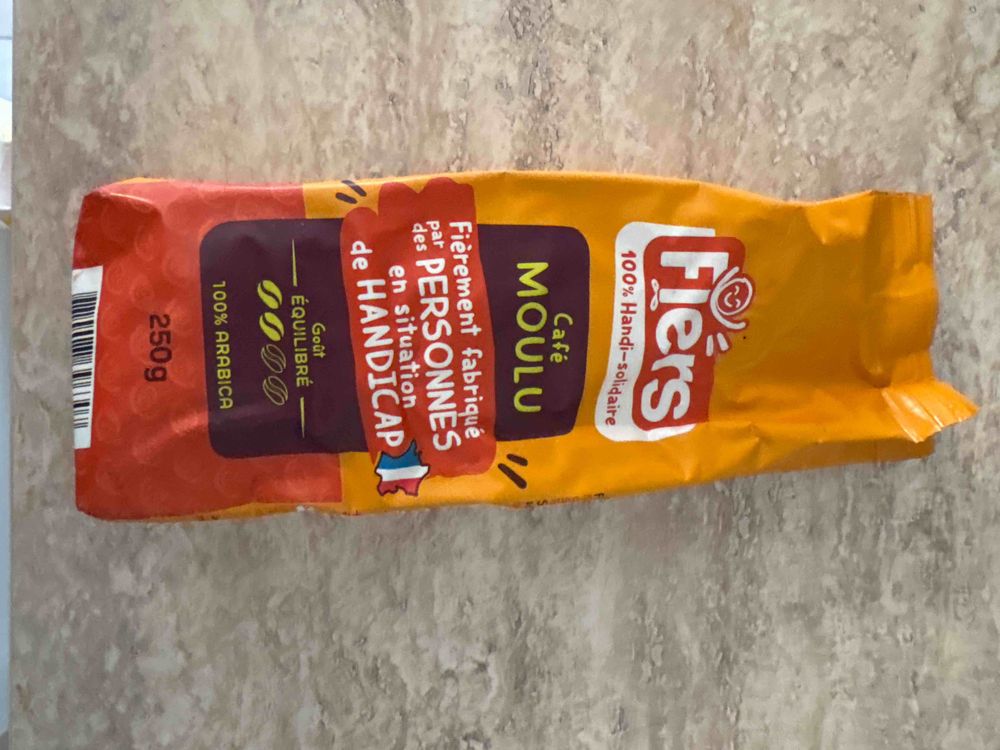 Fiers
100% Handi-solidaire
Café
MOULU
Fièrement fabriqué
par PERSONNES
des
en situation
de HANDICAP
Goût
ÉQUILIBRÉ
100% ARABICA
250g